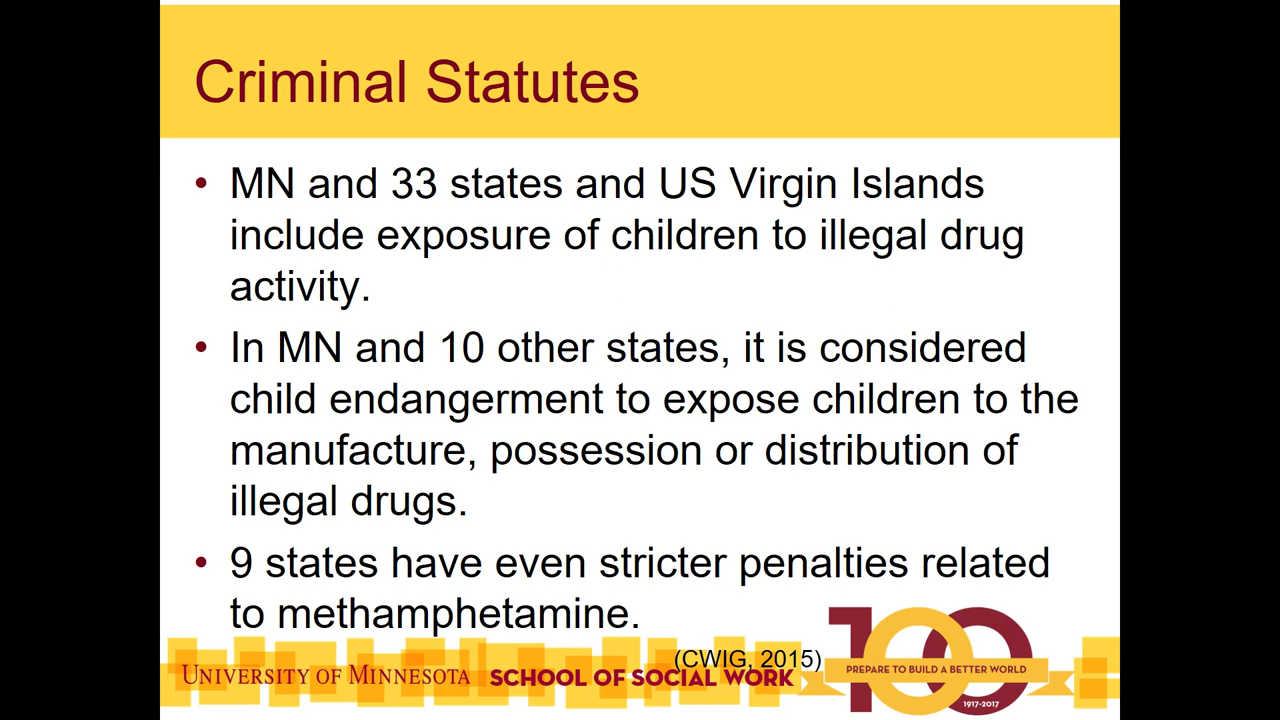 Criminal Statutes
• MN and 33 states and US Virgin Islands
include exposure of children to illegal drug
activity.
• In MN and 10 other states, it is considered
child endangerment to expose children to the
manufacture, possession or distribution of
illegal drugs.
• 9 states have even stricter penalties related
to methamphetamine.
(CWIG, 2015)
UNIVERSITY OF MINNESOTA SCHOOL OF SOCIAL WORK
100
PREPARE TO BUILD A BETTER WORLD
1917-2017